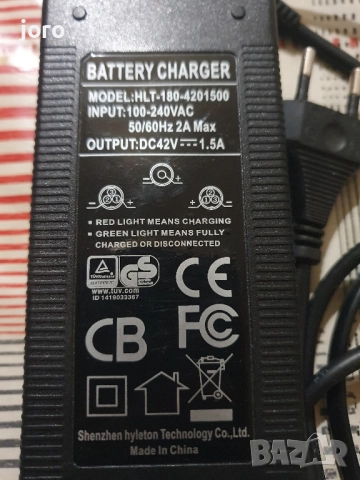 joro
BATTERY CHARGER
MODEL:HLT-180-4201500
INPUT:100-240VAC
50/60Hz 2A Max
OUTPUT:DC42V⎓1.5A
• RED LIGHT MEANS CHARGING
• GREEN LIGHT MEANS FULLY
CHARGED OR DISCONNECTED
TÜV
GS
www.tuv.com
ID 1419033367
CE
CB
FC
Shenzhen hyleton Technology Co.,Ltd.
Made In China
BAZAR